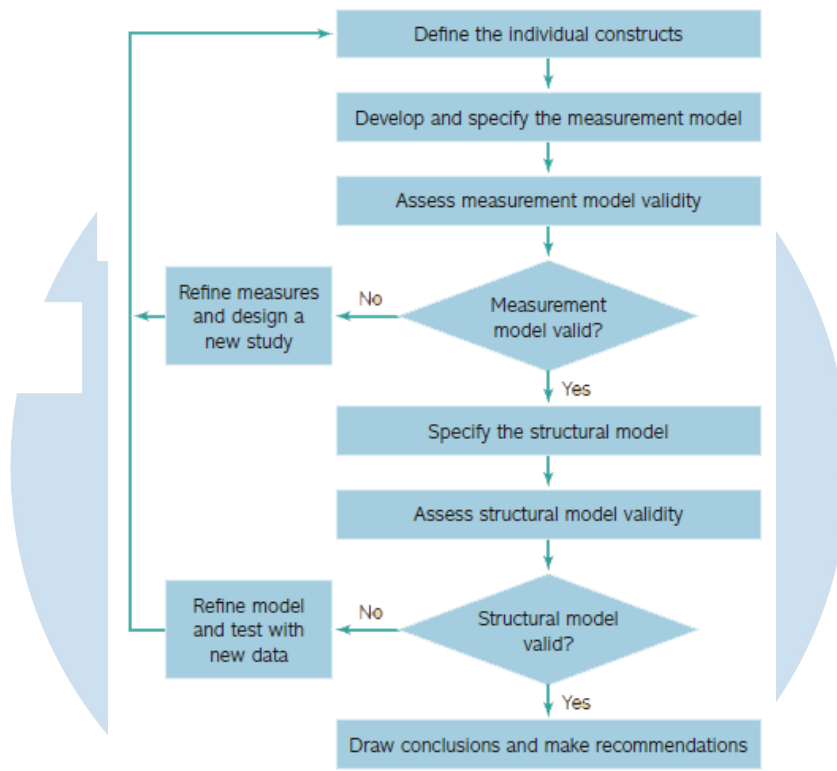 Define the individual constructs
Develop and specify the measurement model
Assess measurement model validity
Refine measures
and design a
new study
No
Measurement
model valid?
Yes
Specify the structural model
Assess structural model validity
Refine model
and test with
new data
No
Structural model
valid?
Yes
Draw conclusions and make recommendations